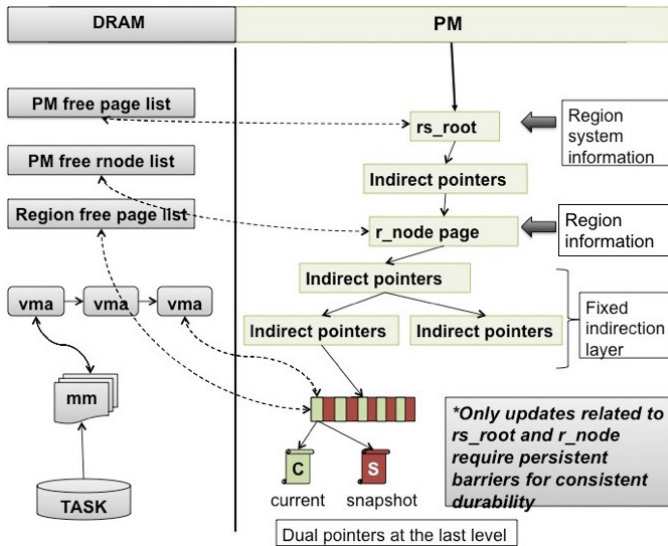 DRAM
PM
PM free page list
PM free rnode list
Region free page list
vma
vma
vma
mm
TASK
rs_root
Indirect pointers
r_node page
Indirect pointers
Indirect pointers
Indirect pointers
Region
system
information
Region
information
Fixed
indirection
layer
C
S
current
snapshot
Dual pointers at the last level
*Only updates related to
rs_root and r_node
require persistent
barriers for consistent
durability